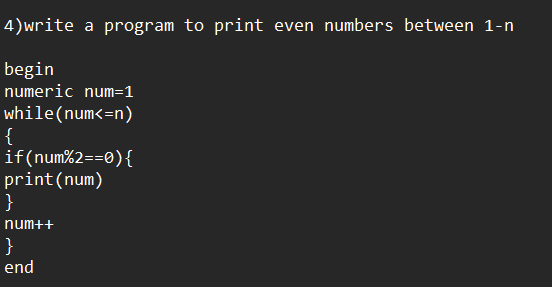 4)write a program to print even numbers between 1-n
begin
numeric num=1
while(num<=n)
{
if(num%2==0){
print(num)
}
num++
}
end